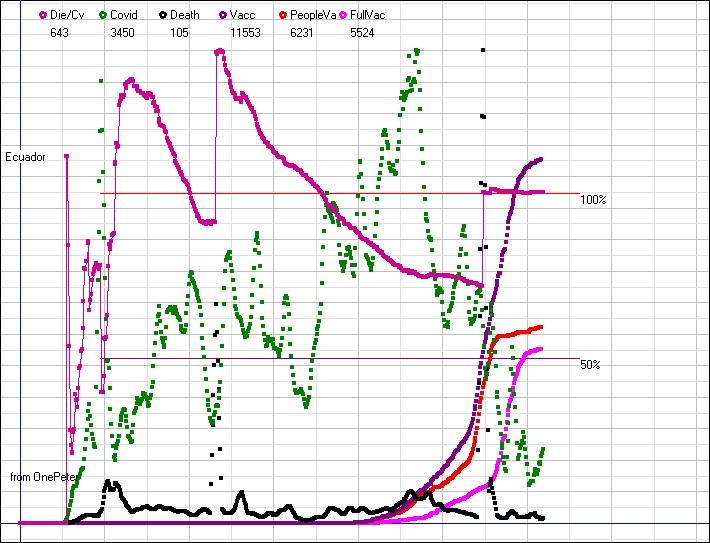 Die/Cv Covid Death Vacc PeopleVa FullVac
643 3450 105 11553 6231 5524
Ecuador
100%
50%
from OnePeter